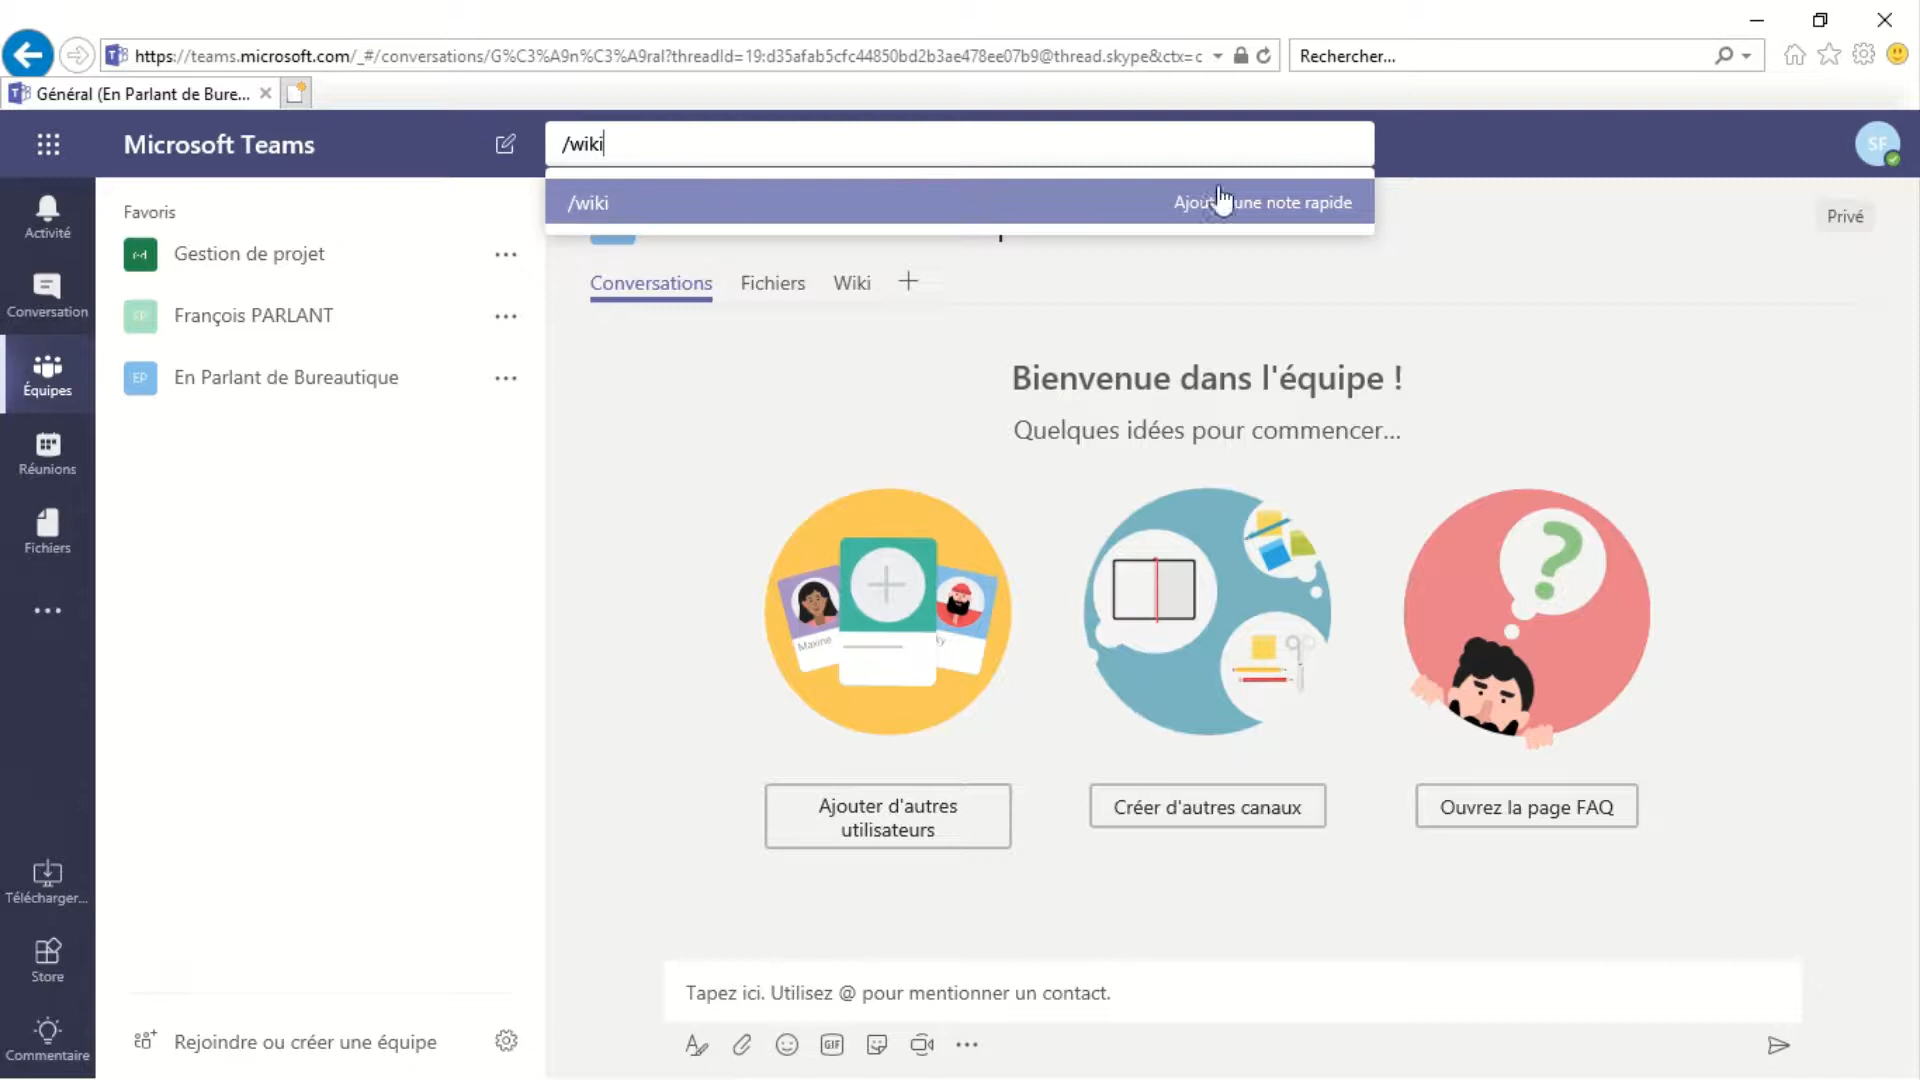 https://teams.microsoft.com/_#/conversations/G%C3%A9n%C3%A9ral?threadId=19:d35afab5cfc44850bd2b3ae478ee07b9@thread.skype&ctx=c
Rechercher...
Général (En Parlant de Bure...
Microsoft Teams
/wiki
SF
/wiki
une note rapide
Privé
Activité
Conversation
Équipes
Réunions
Fichiers
Télécharger...
Store
Commentaire
Favoris
Gestion de projet
François PARLANT
EP
En Parlant de Bureautique
Rejoindre ou créer une équipe
Conversations
Fichiers
Wiki
Bienvenue dans l'équipe !
Quelques idées pour commencer...
Maxine
Ajouter d'autres
utilisateurs
Créer d'autres canaux
Ouvrez la page FAQ
Tapez ici. Utilisez @ pour mentionner un contact.
GIF